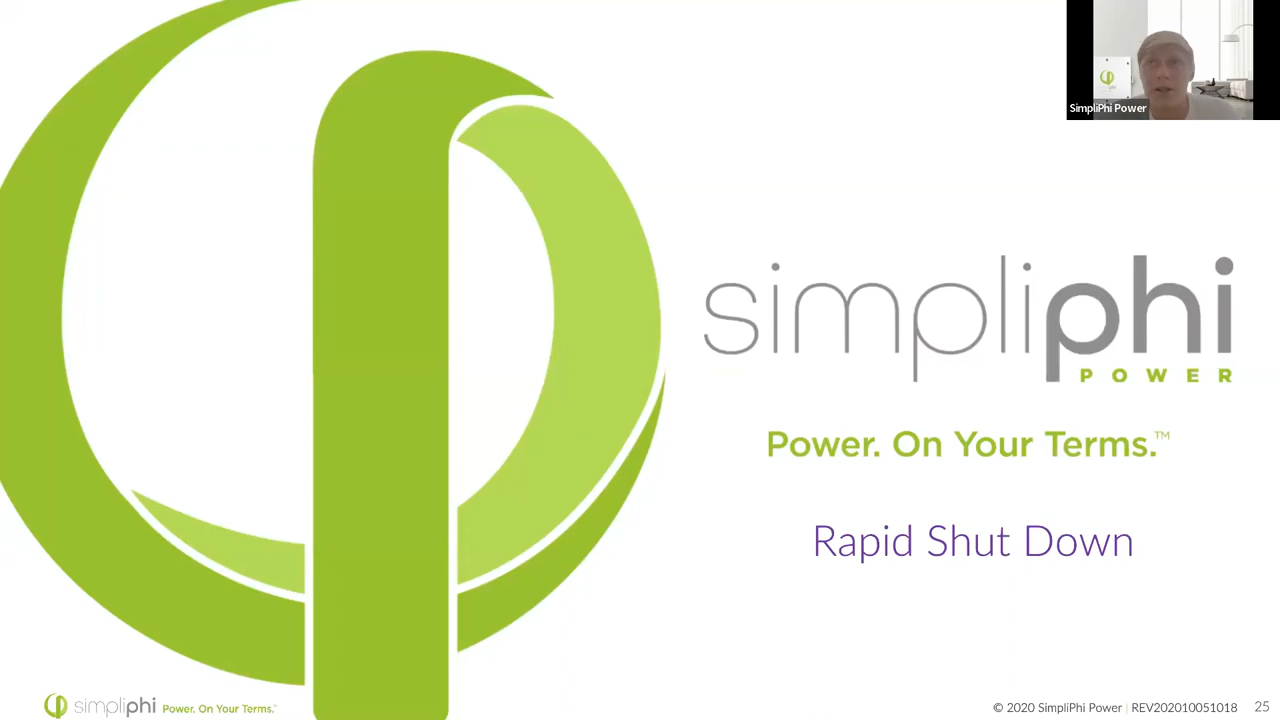 SimpliPhi Power
simpliphi
POWER
Power. On Your Terms.™
Rapid Shut Down
simpliphi Power. On Your Terms.™
© 2020 SimpliPhi Power | REV202010051018 25